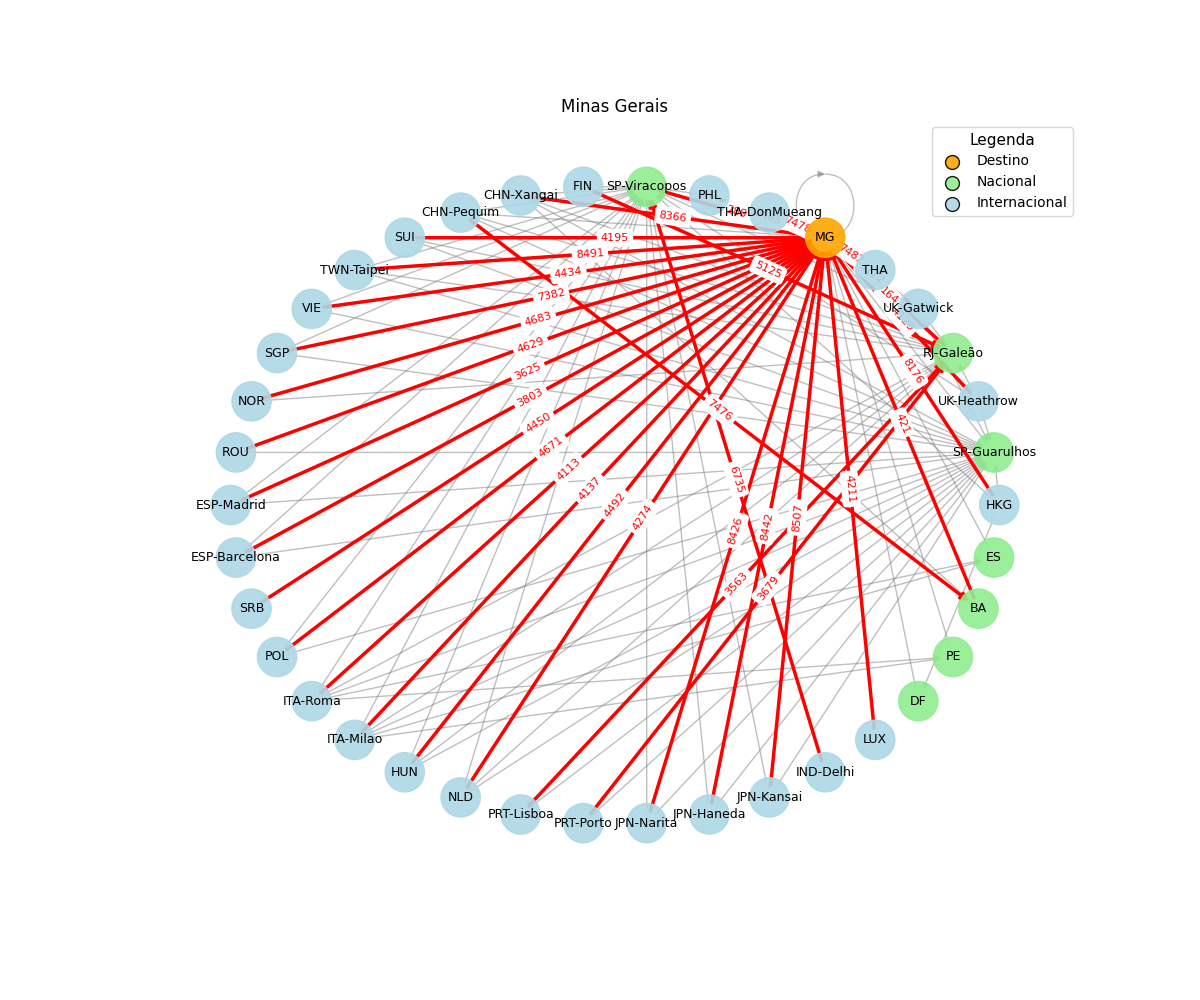 Minas Gerais
Legenda
Destino
Nacional
Internacional
FIN
SP-Viracopos
PHL
CHN-Xangai
THA-DonMueang
CHN-Pequim
8366
SUI
4195
MG
8491
5125
TWN-Taipei
4434
THA
7382
VIE
UK-Gatwick
4683
4629
SGP
RJ-Galeão
3625
8176
NOR
3803
UK-Heathrow
7476
4450
421
4671
ROU
SP-Guarulhos
4113
6735
4137
4211
ESP-Madrid
4492
HKG
4274
8507
8442
8426
ESP-Barcelona
ES
3563
3679
SRB
BA
POL
PE
ITA-Roma
DF
ITA-Milao
LUX
HUN
IND-Delhi
NLD
JPN-Kansai
PRT-Lisboa
PRT-Porto
JPN-Narita
JPN-Haneda